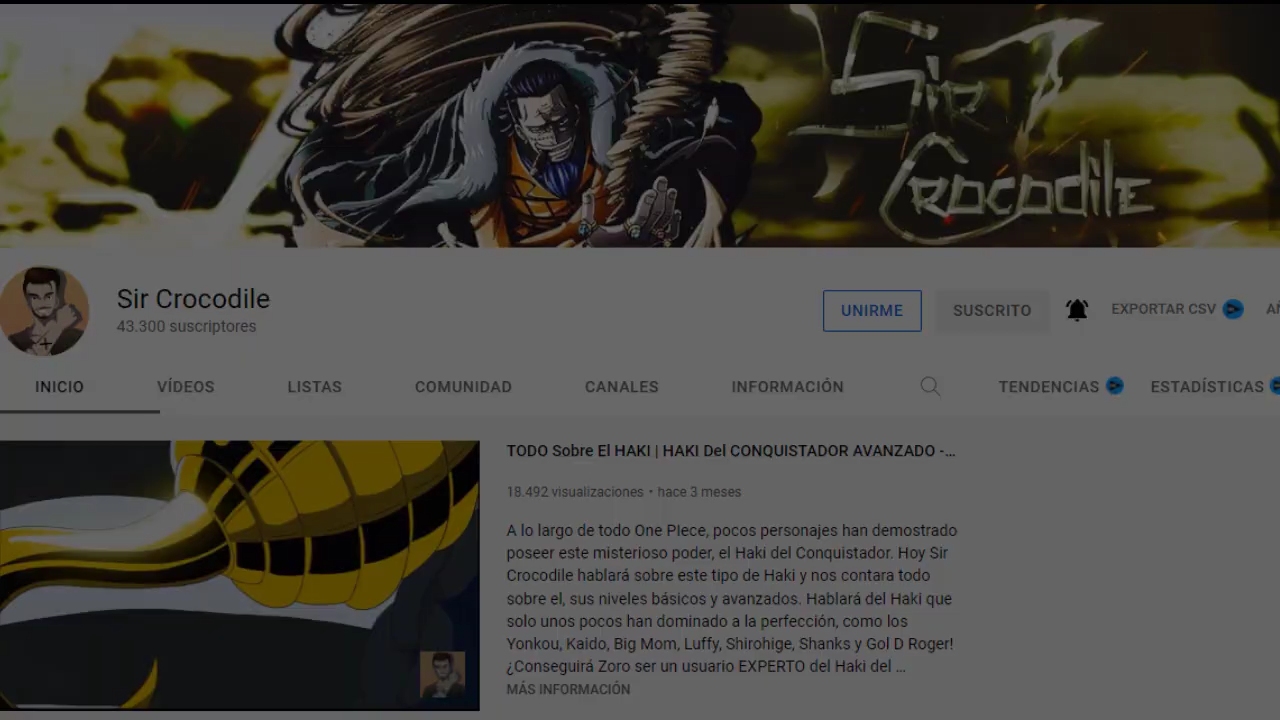 Sir
Crocodile
Sir Crocodile
43.300 suscriptores
UNIRME
SUSCRITO
EXPORTAR CSV
INICIO
VÍDEOS
LISTAS
COMUNIDAD
CANALES
INFORMACIÓN
TENDENCIAS
ESTADÍSTICAS
TODO Sobre El HAKI | HAKI Del CONQUISTADOR AVANZADO -...
18.492 visualizaciones • hace 3 meses
A lo largo de todo One PIece, pocos personajes han demostrado
poseer este misterioso poder, el Haki del Conquistador. Hoy Sir
Crocodile hablará sobre este tipo de Haki y nos contara todo
sobre el, sus niveles básicos y avanzados. Hablará del Haki que
solo unos pocos han dominado a la perfección, como los
Yonkou, Kaido, Big Mom, Luffy, Shirohige, Shanks y Gol D Roger!
¿Conseguirá Zoro ser un usuario EXPERTO del Haki del ...
MÁS INFORMACIÓN